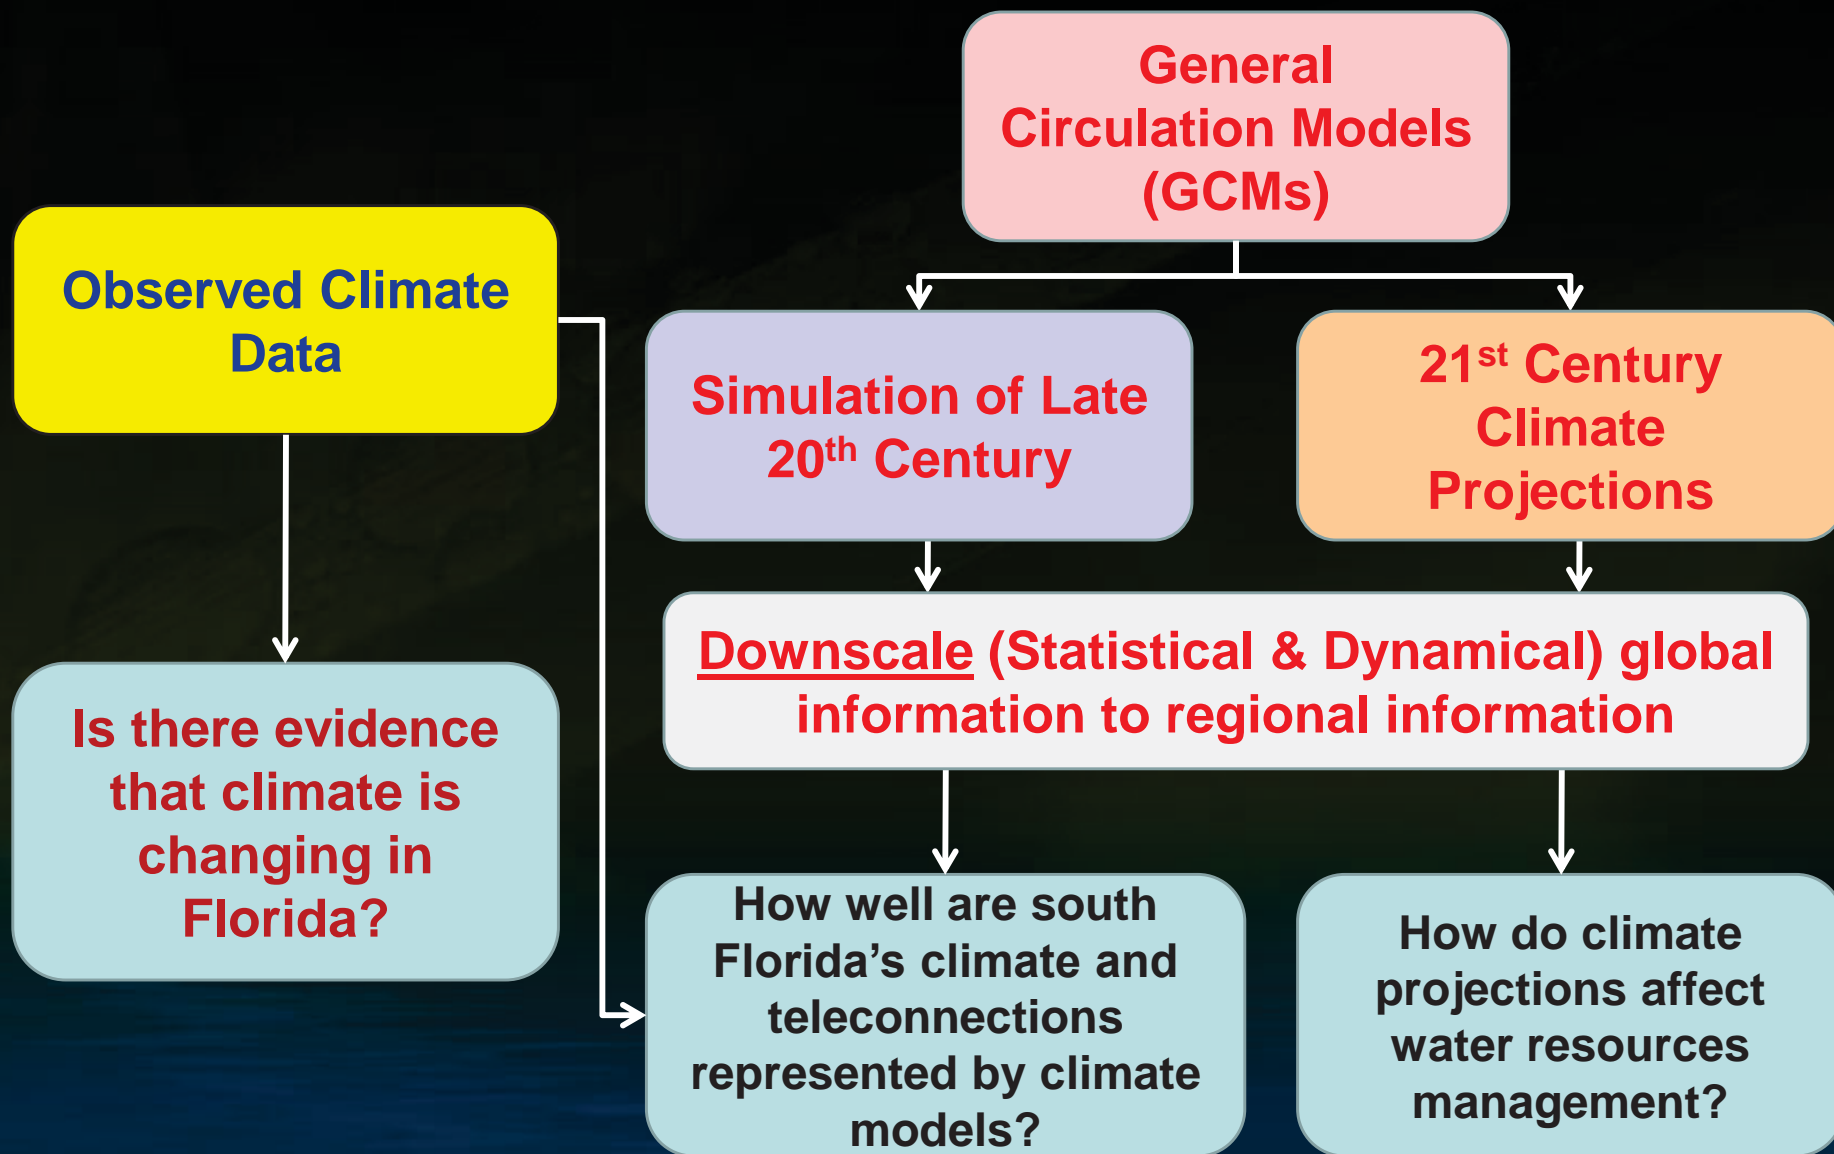 General
Circulation Models
(GCMs)
Observed Climate
Data
Simulation of Late
20th Century
21st Century
Climate
Projections
Downscale (Statistical & Dynamical) global
information to regional information
Is there evidence
that climate is
changing in
Florida?
How well are south
Florida’s climate and
teleconnections
represented by climate
models?
How do climate
projections affect
water resources
management?